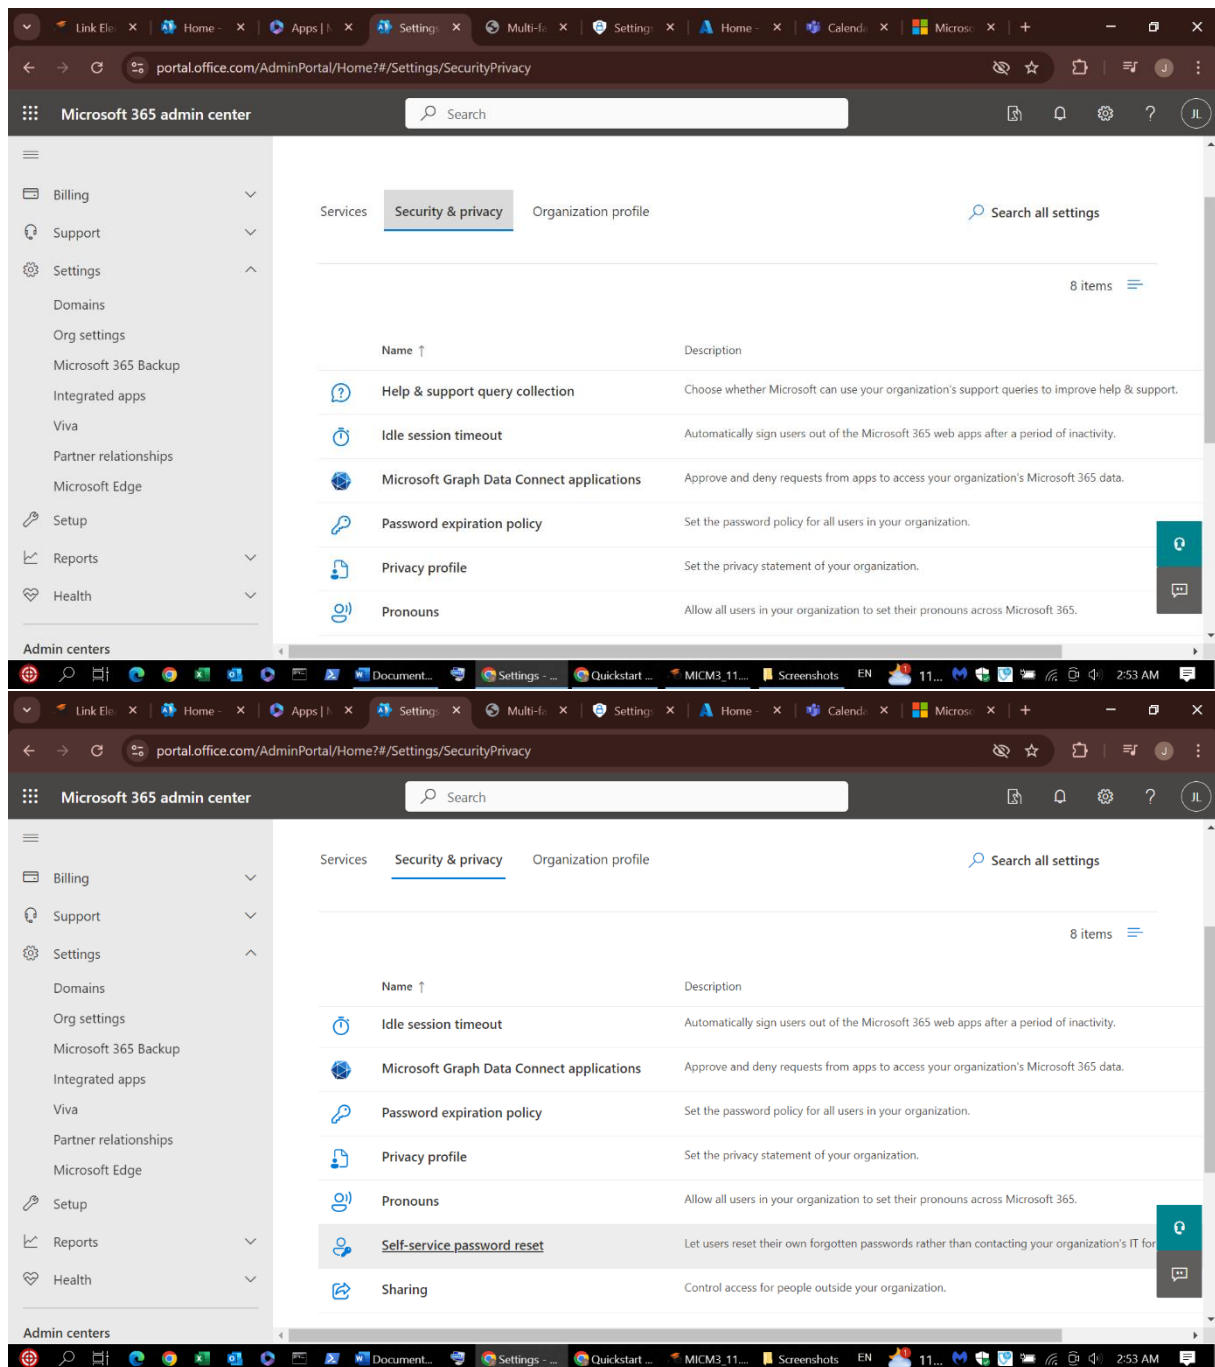 Link Ele
Home -
Apps | M
Settings
Multi-fa
Settings
Home -
Calenda
Microso
portal.office.com/AdminPortal/Home?#/Settings/SecurityPrivacy
J
Microsoft 365 admin center
Search
JL
Billing
Support
Settings
Domains
Org settings
Microsoft 365 Backup
Integrated apps
Viva
Partner relationships
Microsoft Edge
Setup
Reports
Health
Admin centers
Services Security & privacy Organization profile
Search all settings
8 items
Name ↑ Description
Help & support query collection Choose whether Microsoft can use your organization's support queries to improve help & support.
Idle session timeout Automatically sign users out of the Microsoft 365 web apps after a period of inactivity.
Microsoft Graph Data Connect applications Approve and deny requests from apps to access your organization's Microsoft 365 data.
Password expiration policy Set the password policy for all users in your organization.
Privacy profile Set the privacy statement of your organization.
Pronouns Allow all users in your organization to set their pronouns across Microsoft 365.
Document... Settings - ... Quickstart ... MICM3_11.... Screenshots EN 1 11... 2:53 AM
Link Ele
Home -
Apps | M
Settings
Multi-fa
Settings
Home -
Calenda
Microso
portal.office.com/AdminPortal/Home?#/Settings/SecurityPrivacy
J
Microsoft 365 admin center
Search
JL
Billing
Support
Settings
Domains
Org settings
Microsoft 365 Backup
Integrated apps
Viva
Partner relationships
Microsoft Edge
Setup
Reports
Health
Admin centers
Services Security & privacy Organization profile
Search all settings
8 items
Name ↑ Description
Idle session timeout Automatically sign users out of the Microsoft 365 web apps after a period of inactivity.
Microsoft Graph Data Connect applications Approve and deny requests from apps to access your organization's Microsoft 365 data.
Password expiration policy Set the password policy for all users in your organization.
Privacy profile Set the privacy statement of your organization.
Pronouns Allow all users in your organization to set their pronouns across Microsoft 365.
Self-service password reset Let users reset their own forgotten passwords rather than contacting your organization's IT for
Sharing Control access for people outside your organization.
Document... Settings - ... Quickstart ... MICM3_11.... Screenshots EN 1 11... 2:53 AM